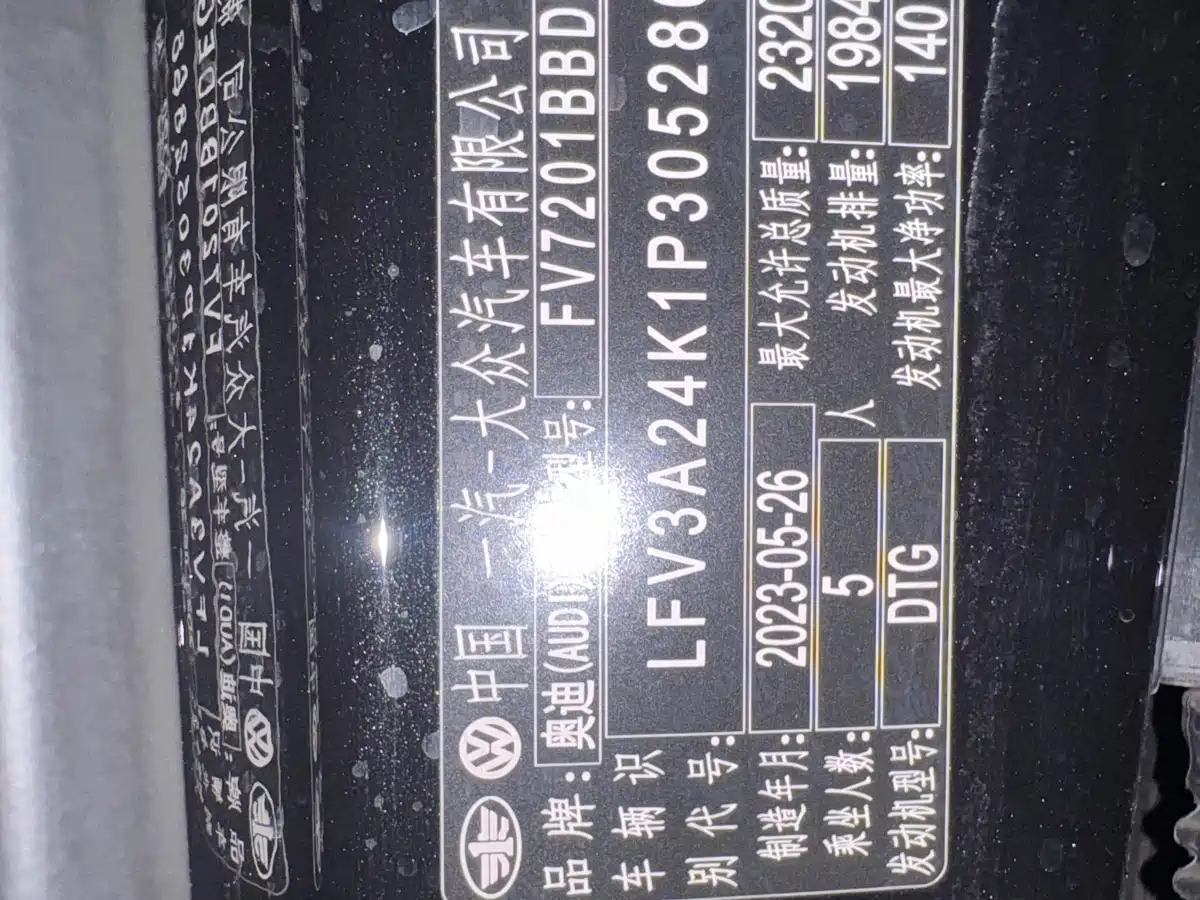 中国 一汽-大众汽车有限公司
品牌: 奥迪(AUDI 型号: FV7201BBD
车辆识别代号: LFV3A24K1P30528
制造年月: 2023-05-26 最大允许总质量: 2320
乘坐人数: 5 人 发动机排量: 1984
发动机型号: DTG 发动机最大净功率: 140